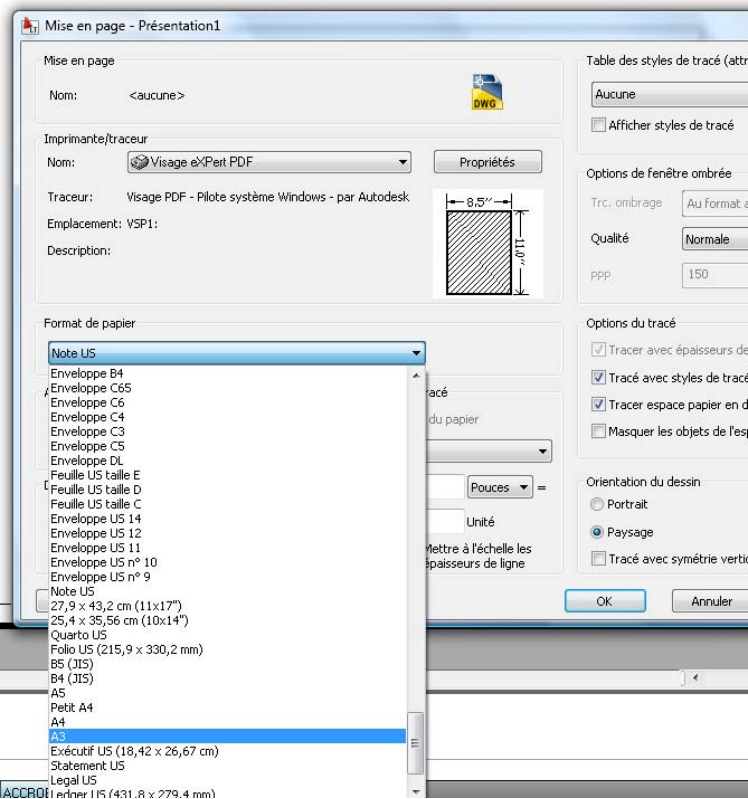 Mise en page - Présentation1
Mise en page
Nom: <aucune>
DWG
Table des styles de tracé
Aucune
Afficher styles de tracé
Imprimante/traceur
Nom: Visage eXPert PDF
Propriétés
Traceur: Visage PDF - Pilote système Windows - par Autodesk
Emplacement: VSP1:
Description:
8.5''
11.0''
Options de fenêtre ombrée
Trc. ombrage Au format
Qualité Normale
PPP 150
Format de papier
Note US
Options du tracé
Tracer avec épaisseurs de
Tracé avec styles de tracé
Tracer espace papier en
Masquer les objets de
Enveloppe B4
Enveloppe C65
Enveloppe C6
Enveloppe C4
Enveloppe C3
Enveloppe C5
Enveloppe DL
Feuille US taille E
Feuille US taille D
Feuille US taille C
Enveloppe US 14
Enveloppe US 12
Enveloppe US 11
Enveloppe US n° 10
Enveloppe US n° 9
Note US
27,9 x 43,2 cm (11x17")
25,4 x 35,56 cm (10x14")
Quarto US
Folio US (215,9 x 330,2 mm)
B5 (JIS)
B4 (JIS)
A5
Petit A4
A4
A3
Exécutif US (18,42 x 26,67 cm)
Statement US
Legal US
Ledger US (431,8 x 279,4 mm)
du papier
Pouces =
Unité
Mettre à l'échelle les
épaisseurs de ligne
Orientation du dessin
Portrait
Paysage
Tracé avec symétrie
OK
Annuler